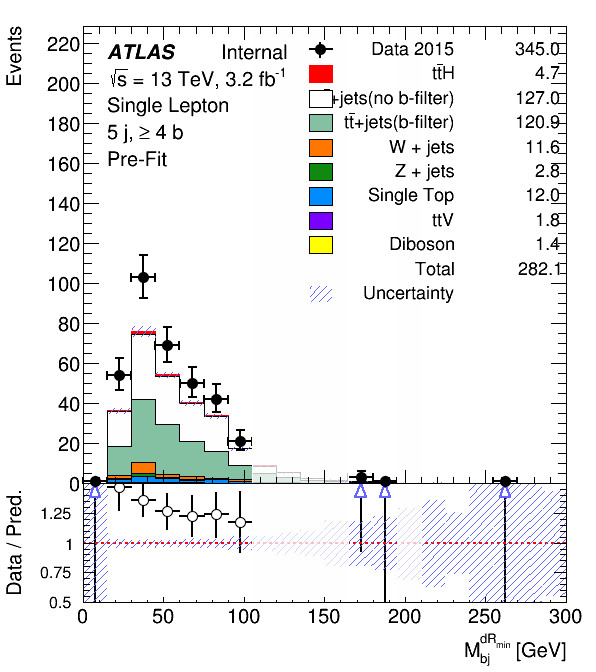 Events
ATLAS Internal
√s = 13 TeV, 3.2 fb⁻¹
Single Lepton
5 j, ≥ 4 b
Pre-Fit
Data 2015 345.0
tt̄H 4.7
+jets(no b-filter) 127.0
tt̄+jets(b-filter) 120.9
W + jets 11.6
Z + jets 2.8
Single Top 12.0
ttV 1.8
Diboson 1.4
Total 282.1
Uncertainty
220
200
180
160
140
120
100
80
60
40
20
0
Data / Pred.
1.25
1
0.75
0.5
0 50 100 150 200 250 300
M_bj^dR_min [GeV]